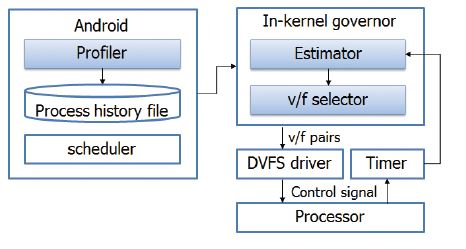 Android
Profiler
Process history file
scheduler
In-kernel governor
Estimator
v/f selector
v/f pairs
DVFS driver
Timer
Control signal
Processor